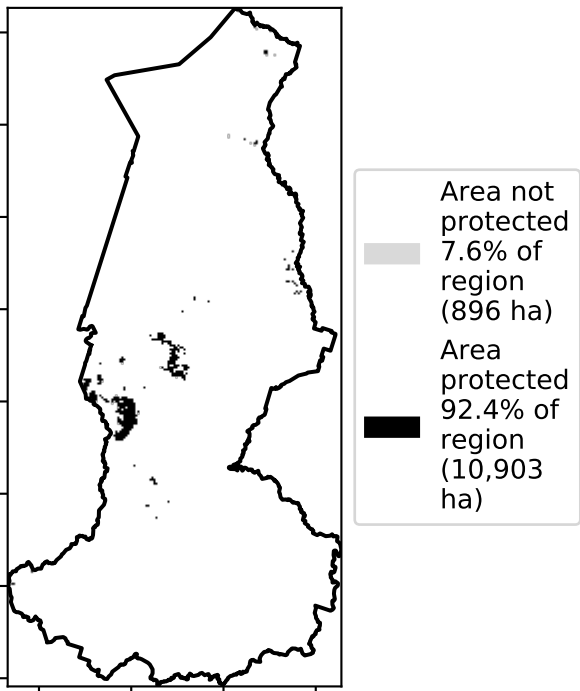 Area not
protected
7.6% of
region
(896 ha)
Area
protected
92.4% of
region
(10,903
ha)